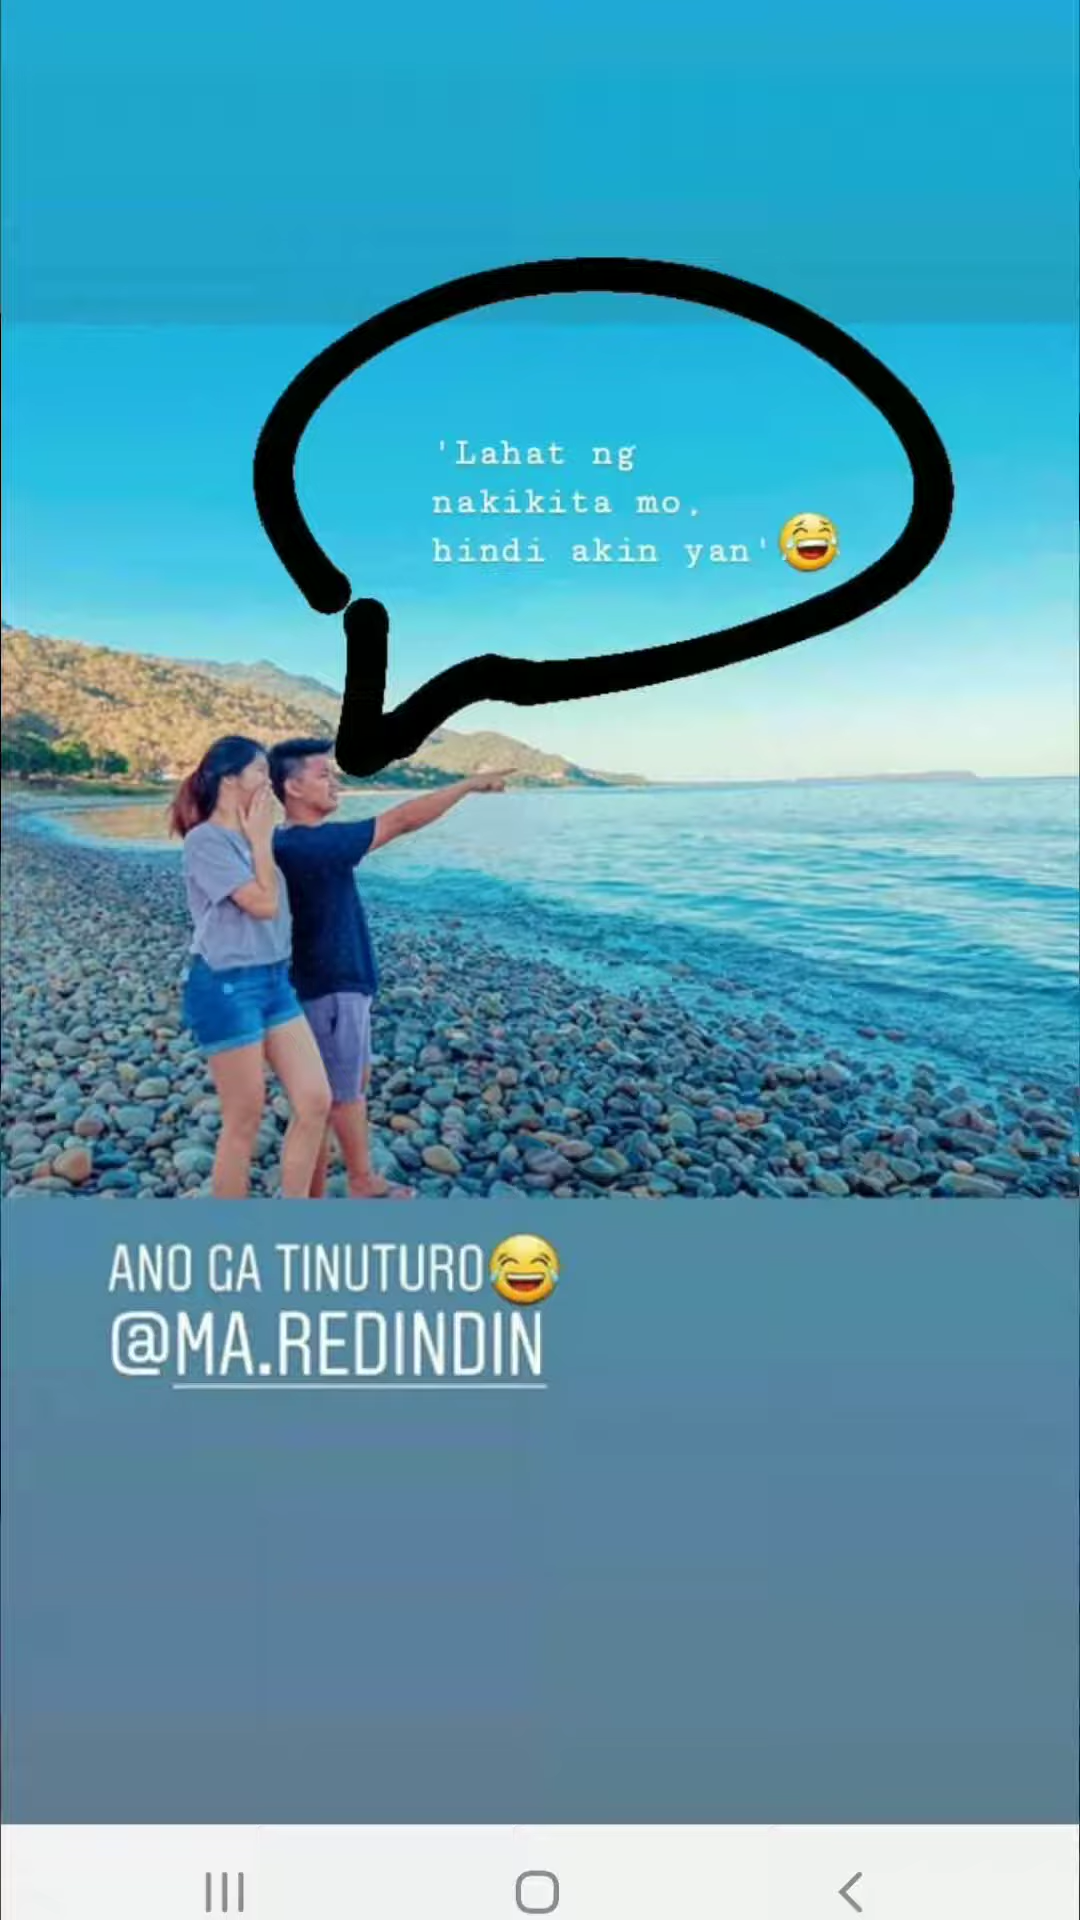 'Lahat ng
nakikita mo,
hindi akin yan'😂
ANO GA TINUTURO😂
@MA.REDINDIN